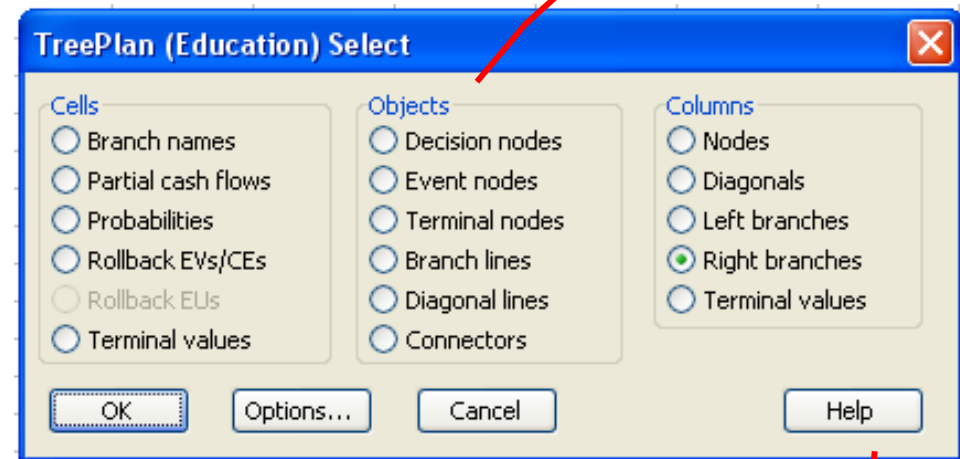 TreePlan (Education) Select
Cells
Branch names
Partial cash flows
Probabilities
Rollback EVs/CEs
Rollback EUs
Terminal values
Objects
Decision nodes
Event nodes
Terminal nodes
Branch lines
Diagonal lines
Connectors
Columns
Nodes
Diagonals
Left branches
Right branches
Terminal values
OK
Options...
Cancel
Help